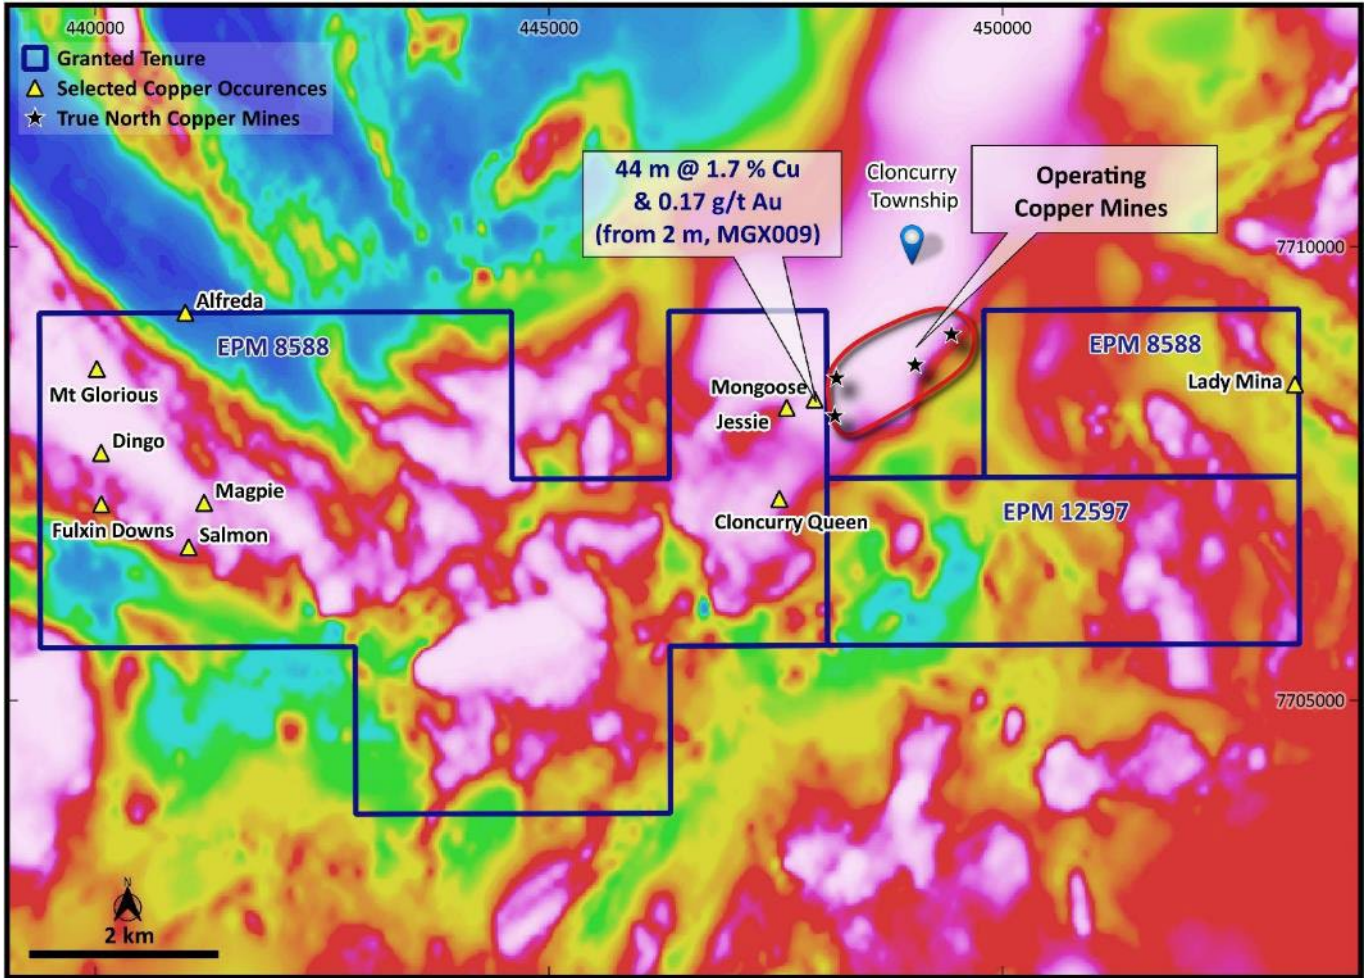 440000
445000
450000
Granted Tenure
Selected Copper Occurences
True North Copper Mines
44 m @ 1.7 % Cu
& 0.17 g/t Au
(from 2 m, MGX009)
Cloncurry
Township
Operating
Copper Mines
7710000
Alfreda
EPM 8588
EPM 8588
Mt Glorious
Mongoose
Lady Mina
Jessie
Dingo
Magpie
Fulxin Downs
Salmon
Cloncurry Queen
EPM 12597
7705000
N
2 km